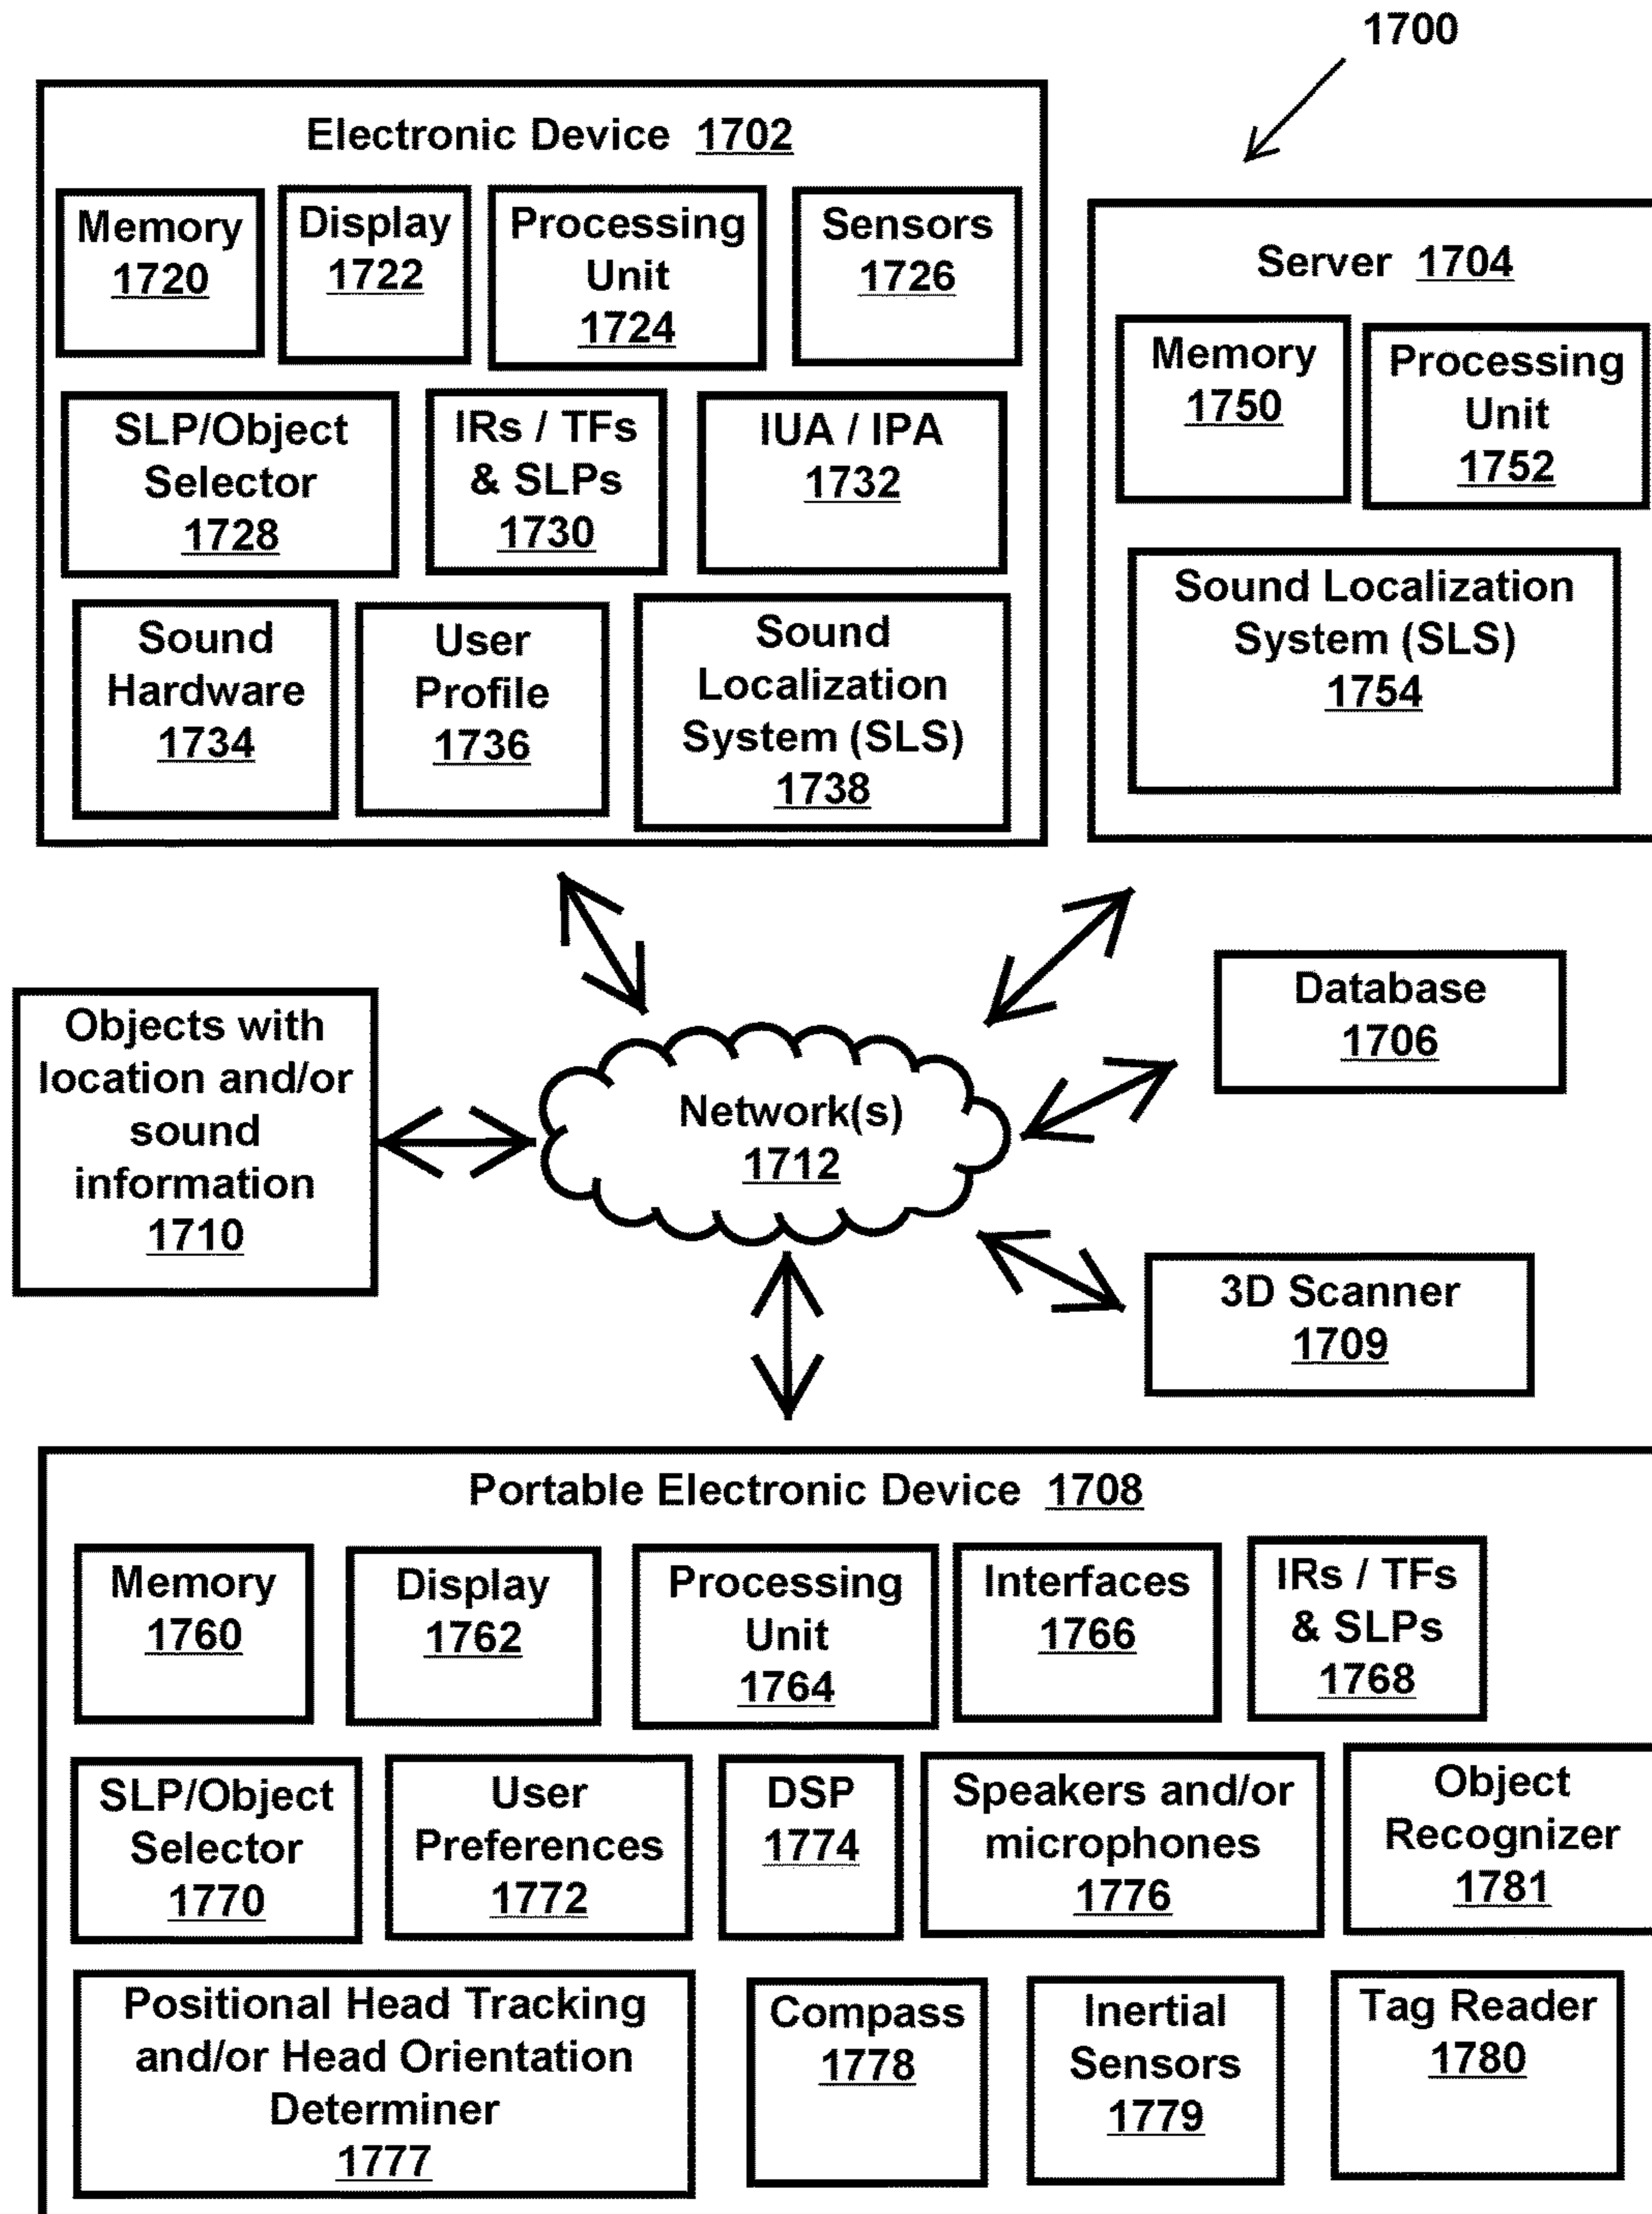 1700
Electronic Device 1702
Memory
1720
Display
1722
Processing
Unit
1724
Sensors
1726
SLP/Object
Selector
1728
IRs / TFs
& SLPs
1730
IUA / IPA
1732
Sound
Hardware
1734
User
Profile
1736
Sound
Localization
System (SLS)
1738
Server 1704
Memory
1750
Processing
Unit
1752
Sound Localization
System (SLS)
1754
Objects with
location and/or
sound
information
1710
Network(s)
1712
Database
1706
3D Scanner
1709
Portable Electronic Device 1708
Memory
1760
Display
1762
Processing
Unit
1764
Interfaces
1766
IRs / TFs
& SLPs
1768
SLP/Object
Selector
1770
User
Preferences
1772
DSP
1774
Speakers and/or
microphones
1776
Object
Recognizer
1781
Positional Head Tracking
and/or Head Orientation
Determiner
1777
Compass
1778
Inertial
Sensors
1779
Tag Reader
1780